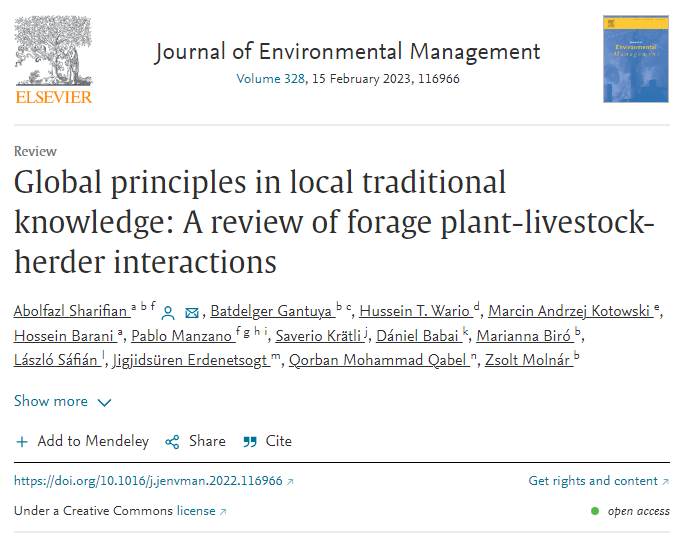 ELSEVIER
Journal of Environmental Management
Volume 328, 15 February 2023, 116966
Environmental
Management
Review
Global principles in local traditional
knowledge: A review of forage plant-livestock-
herder interactions
Abolfazl Sharifian a b f, Batdelger Gantuya b c, Hussein T. Wario d, Marcin Andrzej Kotowski e,
Hossein Barani a, Pablo Manzano f g h i, Saverio Krätli j, Dániel Babai k, Marianna Biró b,
László Sáfián l, Jigjidsüren Erdenetsogt m, Qorban Mohammad Qabel n, Zsolt Molnár b
Show more
Add to Mendeley
Share
Cite
https://doi.org/10.1016/j.jenvman.2022.116966
Get rights and content
Under a Creative Commons license
open access